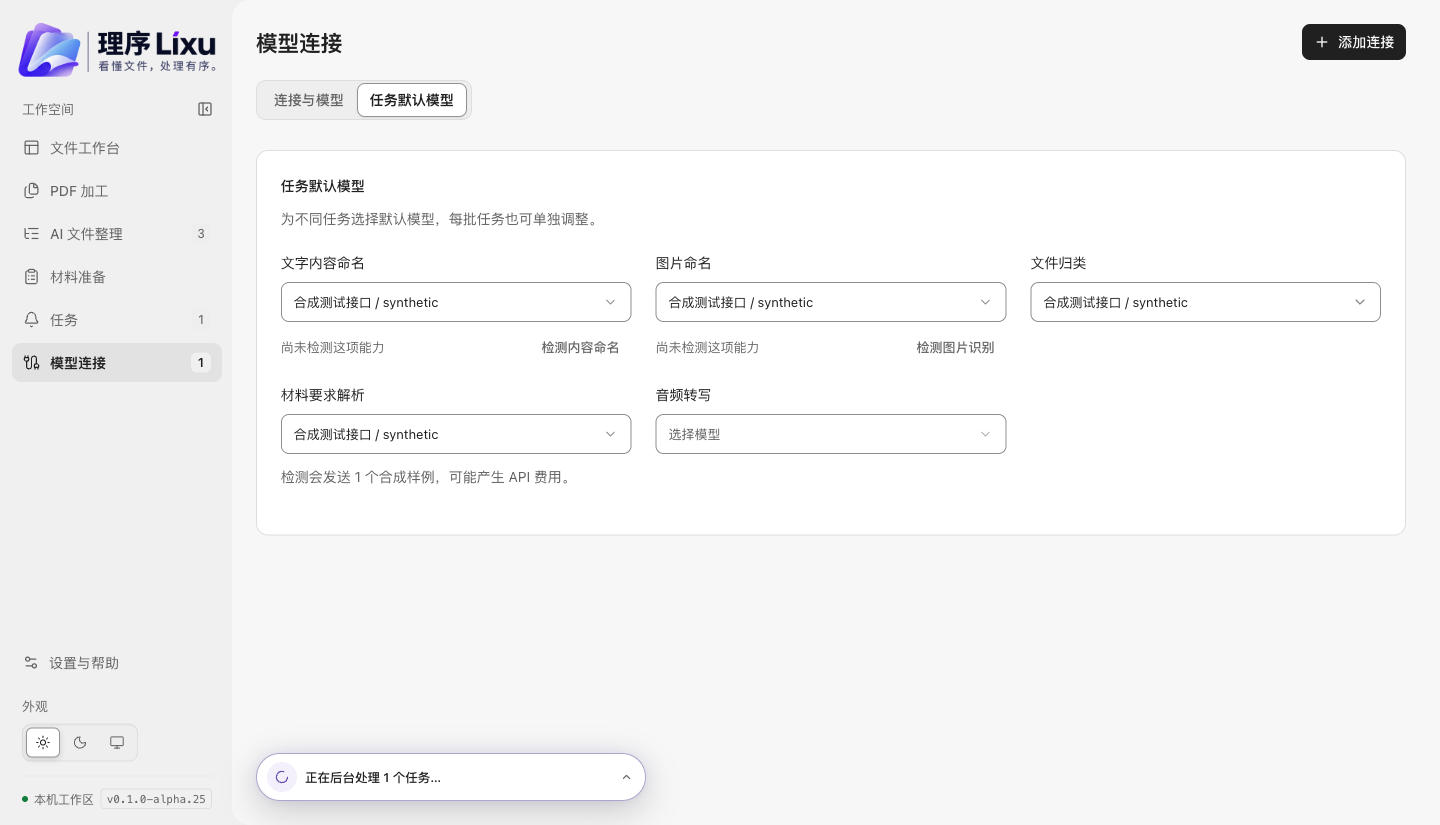 理序 Lixu
看懂文件，处理有序。
工作空间
文件工作台
PDF 加工
AI 文件整理 3
材料准备
任务 1
模型连接 1
设置与帮助
外观
本机工作区 v0.1.0-alpha.25
模型连接
添加连接
连接与模型 任务默认模型
任务默认模型
为不同任务选择默认模型，每批任务也可单独调整。
文字内容命名 图片命名 文件归类
合成测试接口 / synthetic 合成测试接口 / synthetic 合成测试接口 / synthetic
尚未检测这项能力 检测内容命名 尚未检测这项能力 检测图片识别
材料要求解析 音频转写
合成测试接口 / synthetic 选择模型
检测会发送 1 个合成样例，可能产生 API 费用。
正在后台处理 1 个任务...